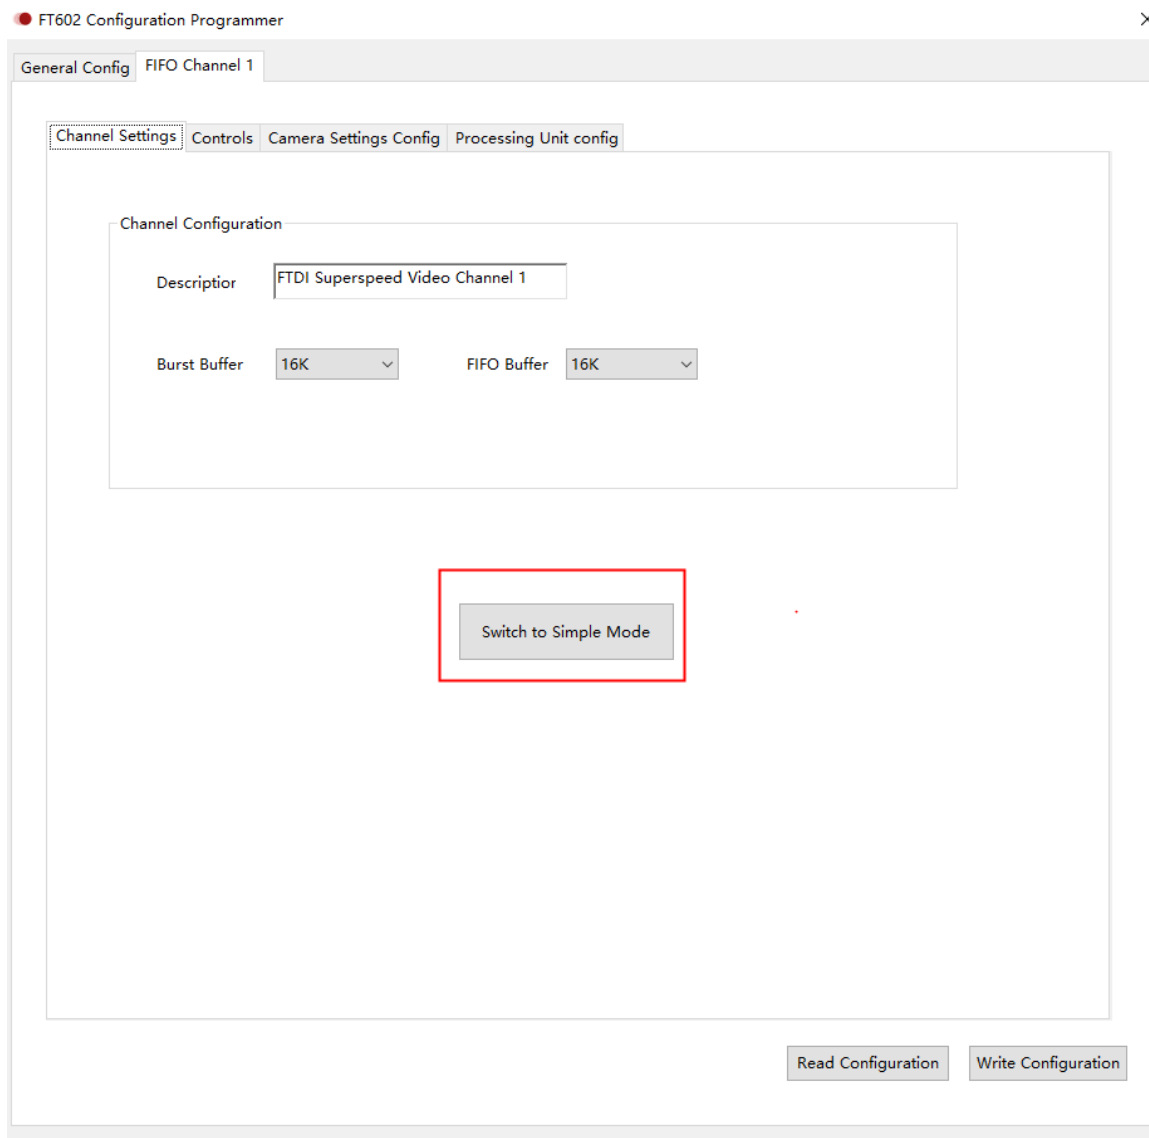 FT602 Configuration Programmer
General Config FIFO Channel 1
Channel Settings Controls Camera Settings Config Processing Unit config
Channel Configuration
Descriptior FTDI Superspeed Video Channel 1
Burst Buffer 16K FIFO Buffer 16K
Switch to Simple Mode
Read Configuration Write Configuration